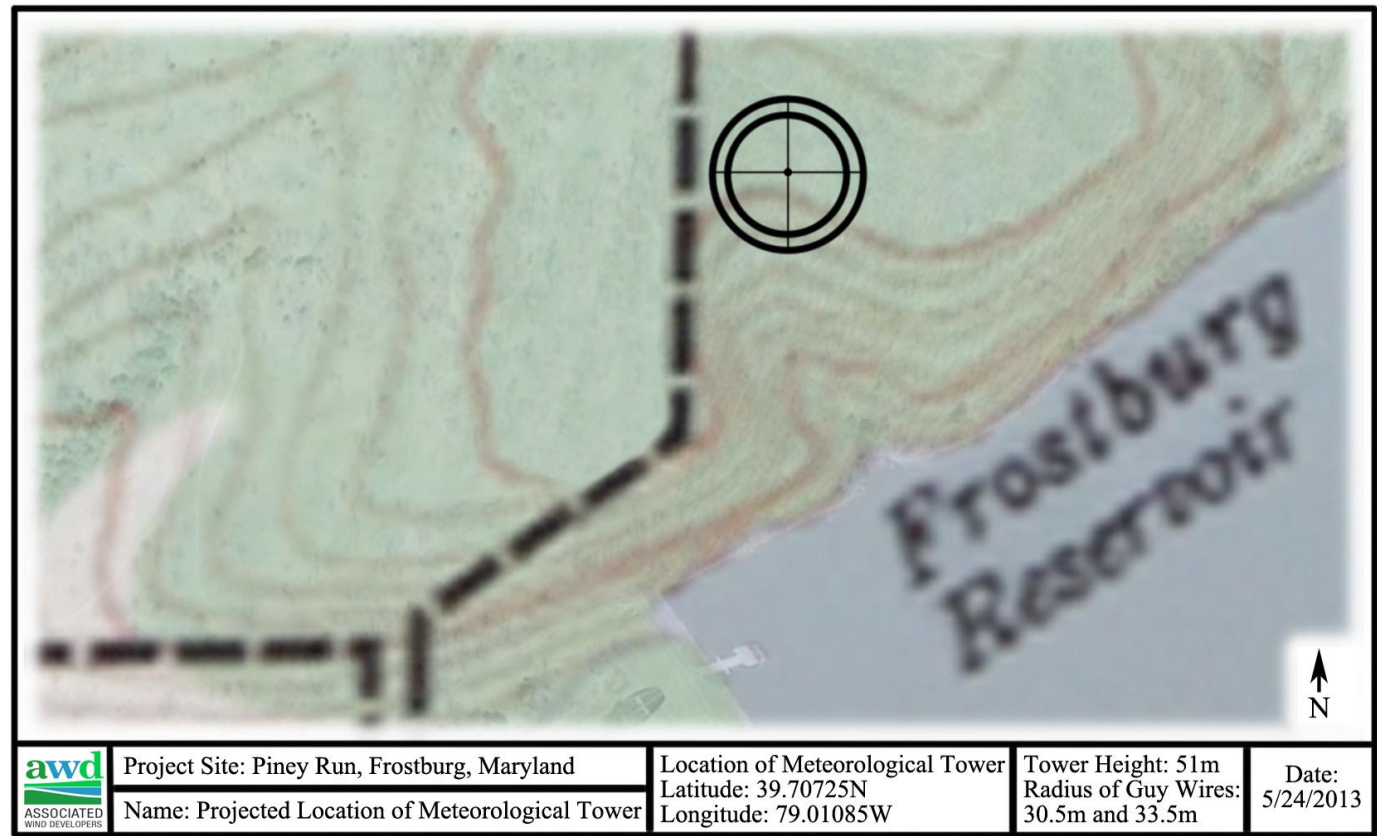 Frostburg
Reservoir
N
awd
ASSOCIATED
WIND DEVELOPERS
Project Site: Piney Run, Frostburg, Maryland
Name: Projected Location of Meteorological Tower
Location of Meteorological Tower
Latitude: 39.70725N
Longitude: 79.01085W
Tower Height: 51m
Radius of Guy Wires:
30.5m and 33.5m
Date:
5/24/2013